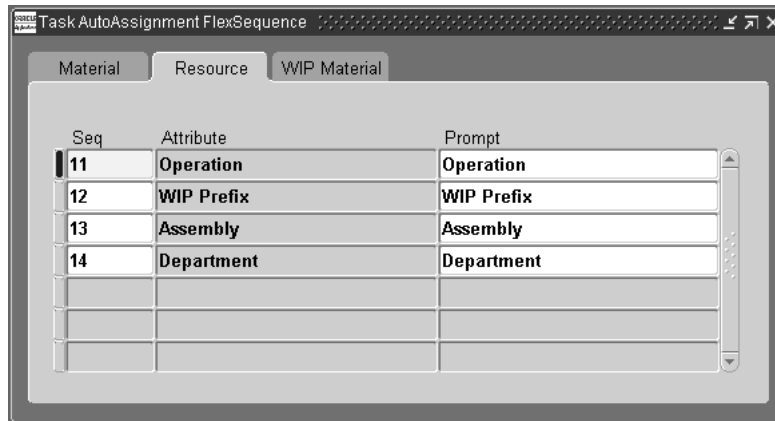 Task AutoAssignment FlexSequence
Material Resource WIP Material
Seq Attribute Prompt
11 Operation Operation
12 WIP Prefix WIP Prefix
13 Assembly Assembly
14 Department Department